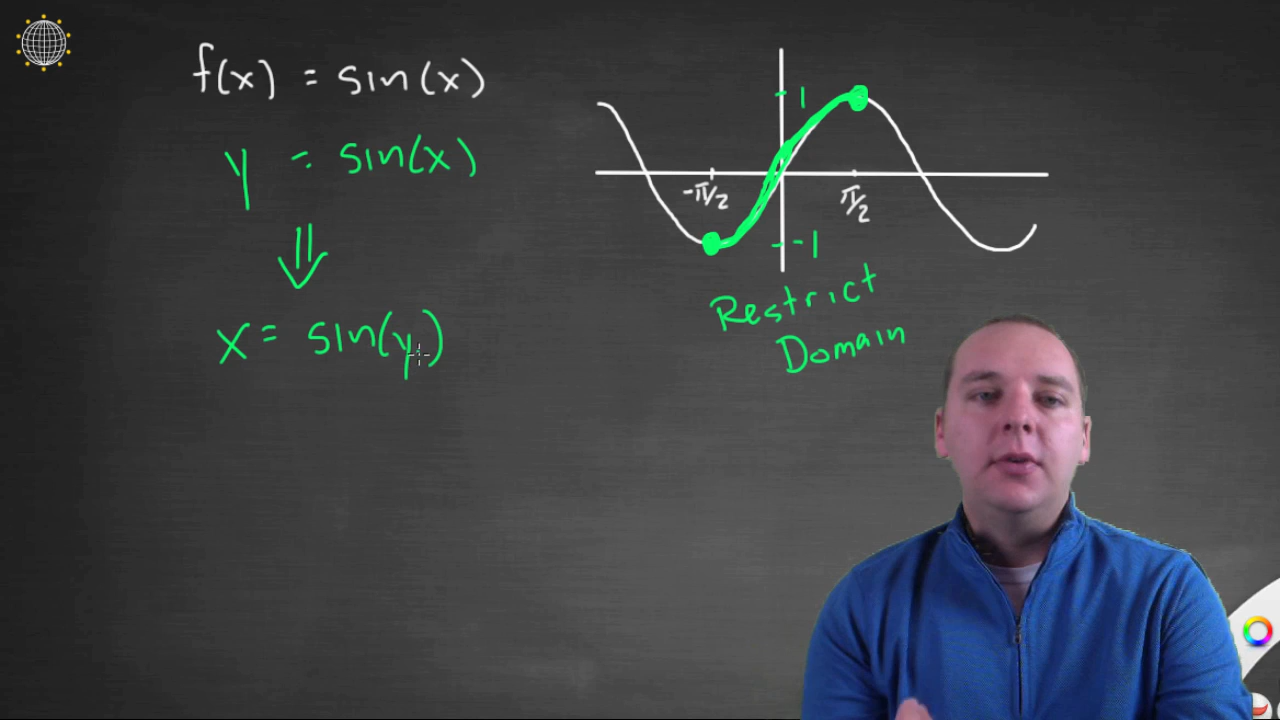 f(x) = sin(x)
y = sin(x)
⇓
x = sin(y)
1
-π/2
π/2
-1
Restrict
Domain